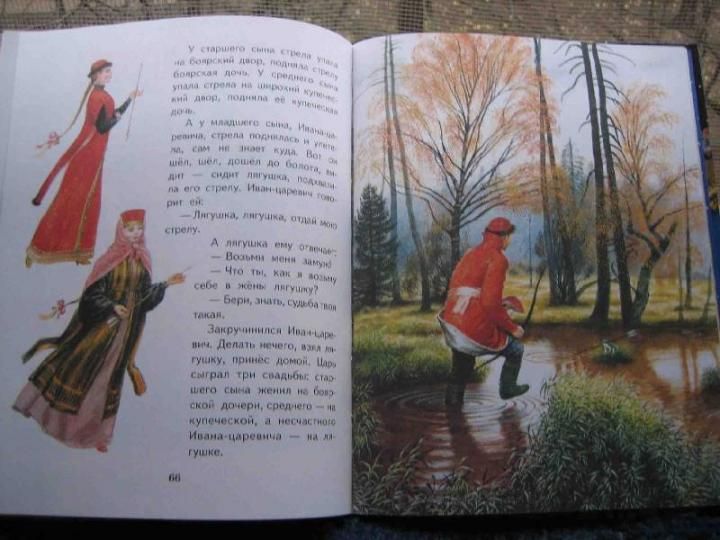 У старшего сына стрела упала
на боярский двор, подняла стрелу
боярская дочь. У среднего сына
упала стрела на широкий купечес-
кий двор, подняла её купеческая
дочь.
А у младшего сына, Ивана-ца-
ревича, стрела поднялась и улете-
ла, сам не знает куда. Вот он
шёл, шёл, дошёл до болота, ви-
дит — сидит лягушка, подхвати-
ла его стрелу. Иван-царевич гово-
рит ей:
— Лягушка, лягушка, отдай мою
стрелу.
А лягушка ему отвечает:
— Возьми меня замуж!
— Что ты, как я возьму
себе в жёны лягушку?
— Бери, знать, судьба твоя
такая.
Закручинился Иван-царе-
вич. Делать нечего, взял ля-
гушку, принёс домой. Царь
сыграл три свадьбы: стар-
шего сына женил на бояр-
ской дочери, среднего — на
купеческой, а несчастного
Ивана-царевича — на ля-
гушке.
66